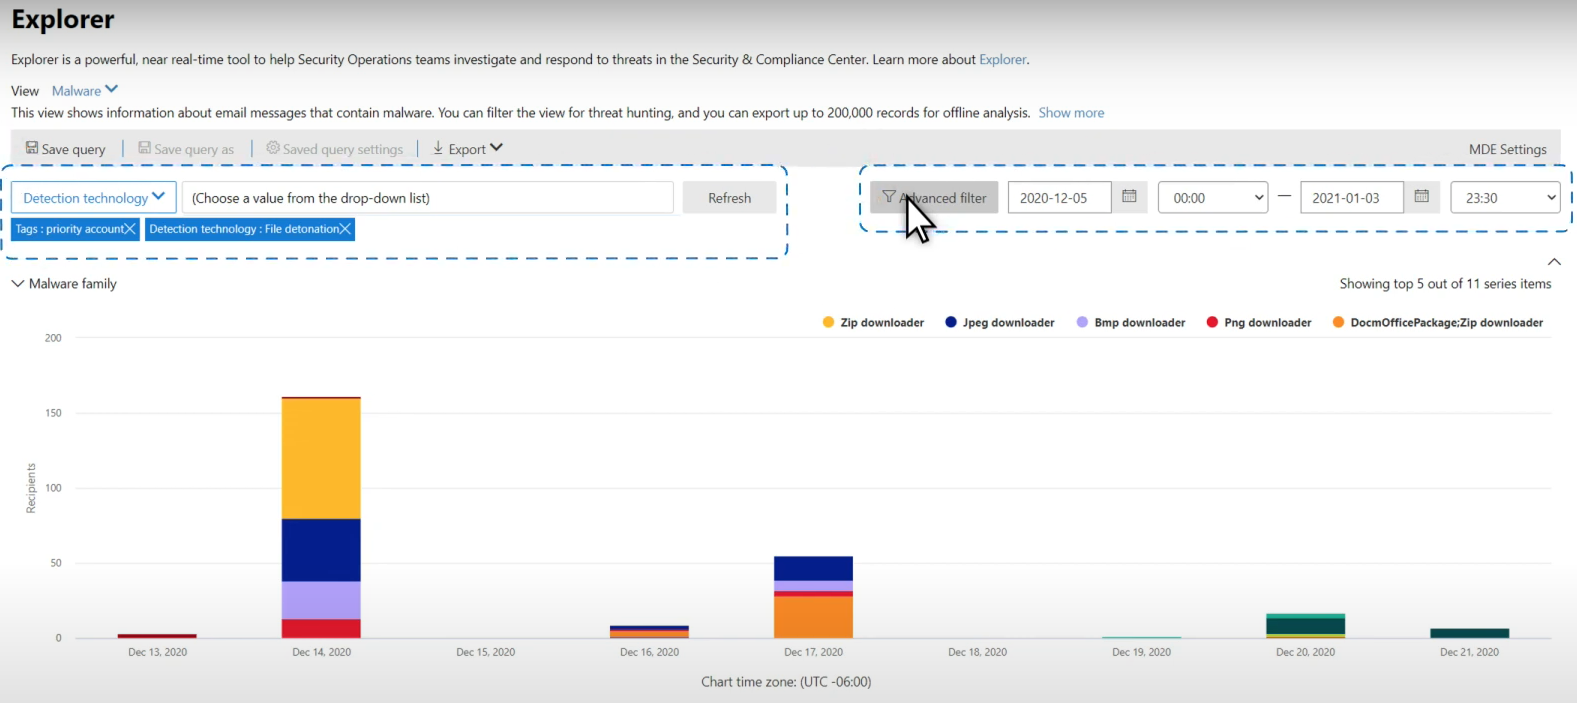 Explorer
Explorer is a powerful, near real-time tool to help Security Operations teams investigate and respond to threats in the Security & Compliance Center. Learn more about Explorer.
View Malware
This view shows information about email messages that contain malware. You can filter the view for threat hunting, and you can export up to 200,000 records for offline analysis. Show more
Save query Save query as Saved query settings Export MDE Settings
Detection technology (Choose a value from the drop-down list) Refresh Advanced filter 2020-12-05 00:00 — 2021-01-03 23:30
Tags : priority account Detection technology : File detonation
Malware family Showing top 5 out of 11 series items
Zip downloader Jpeg downloader Bmp downloader Png downloader DocmOfficePackage;Zip downloader
200
150
100
50
0
Recipients
Dec 13, 2020 Dec 14, 2020 Dec 15, 2020 Dec 16, 2020 Dec 17, 2020 Dec 18, 2020 Dec 19, 2020 Dec 20, 2020 Dec 21, 2020
Chart time zone: (UTC -06:00)